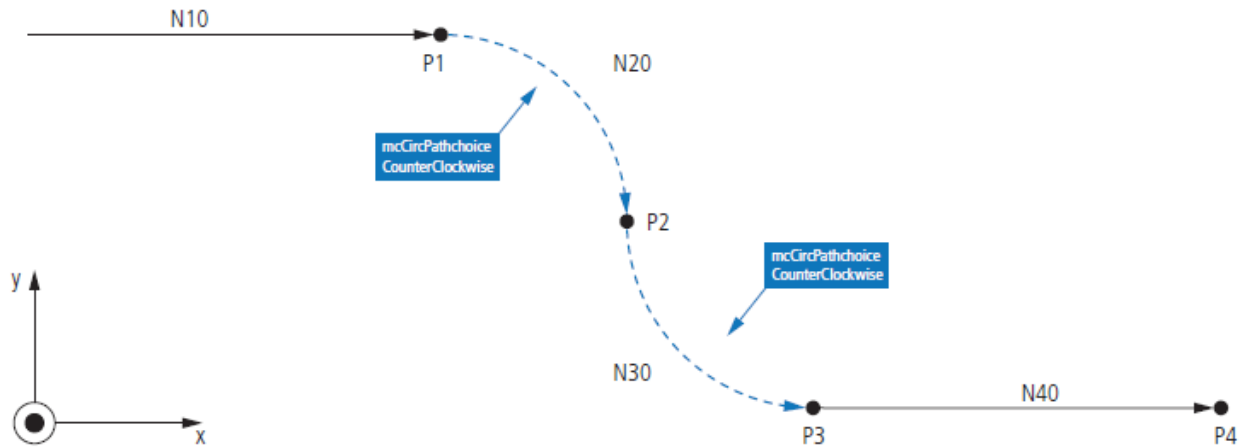 N10
P1
N20
mcCircPathchoice
CounterClockwise
P2
mcCircPathchoice
CounterClockwise
y
N30
N40
x
P3
P4